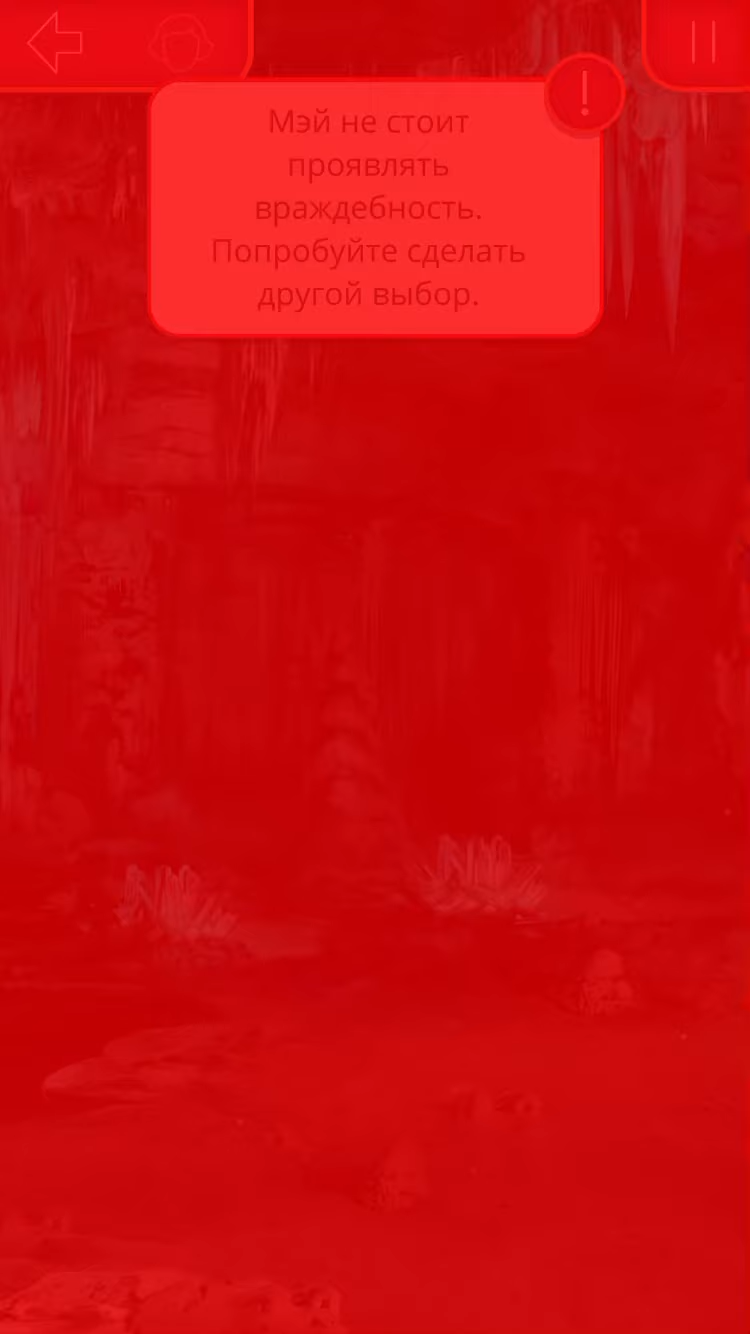 Мэй не стоит
проявлять
враждебность.
Попробуйте сделать
другой выбор.